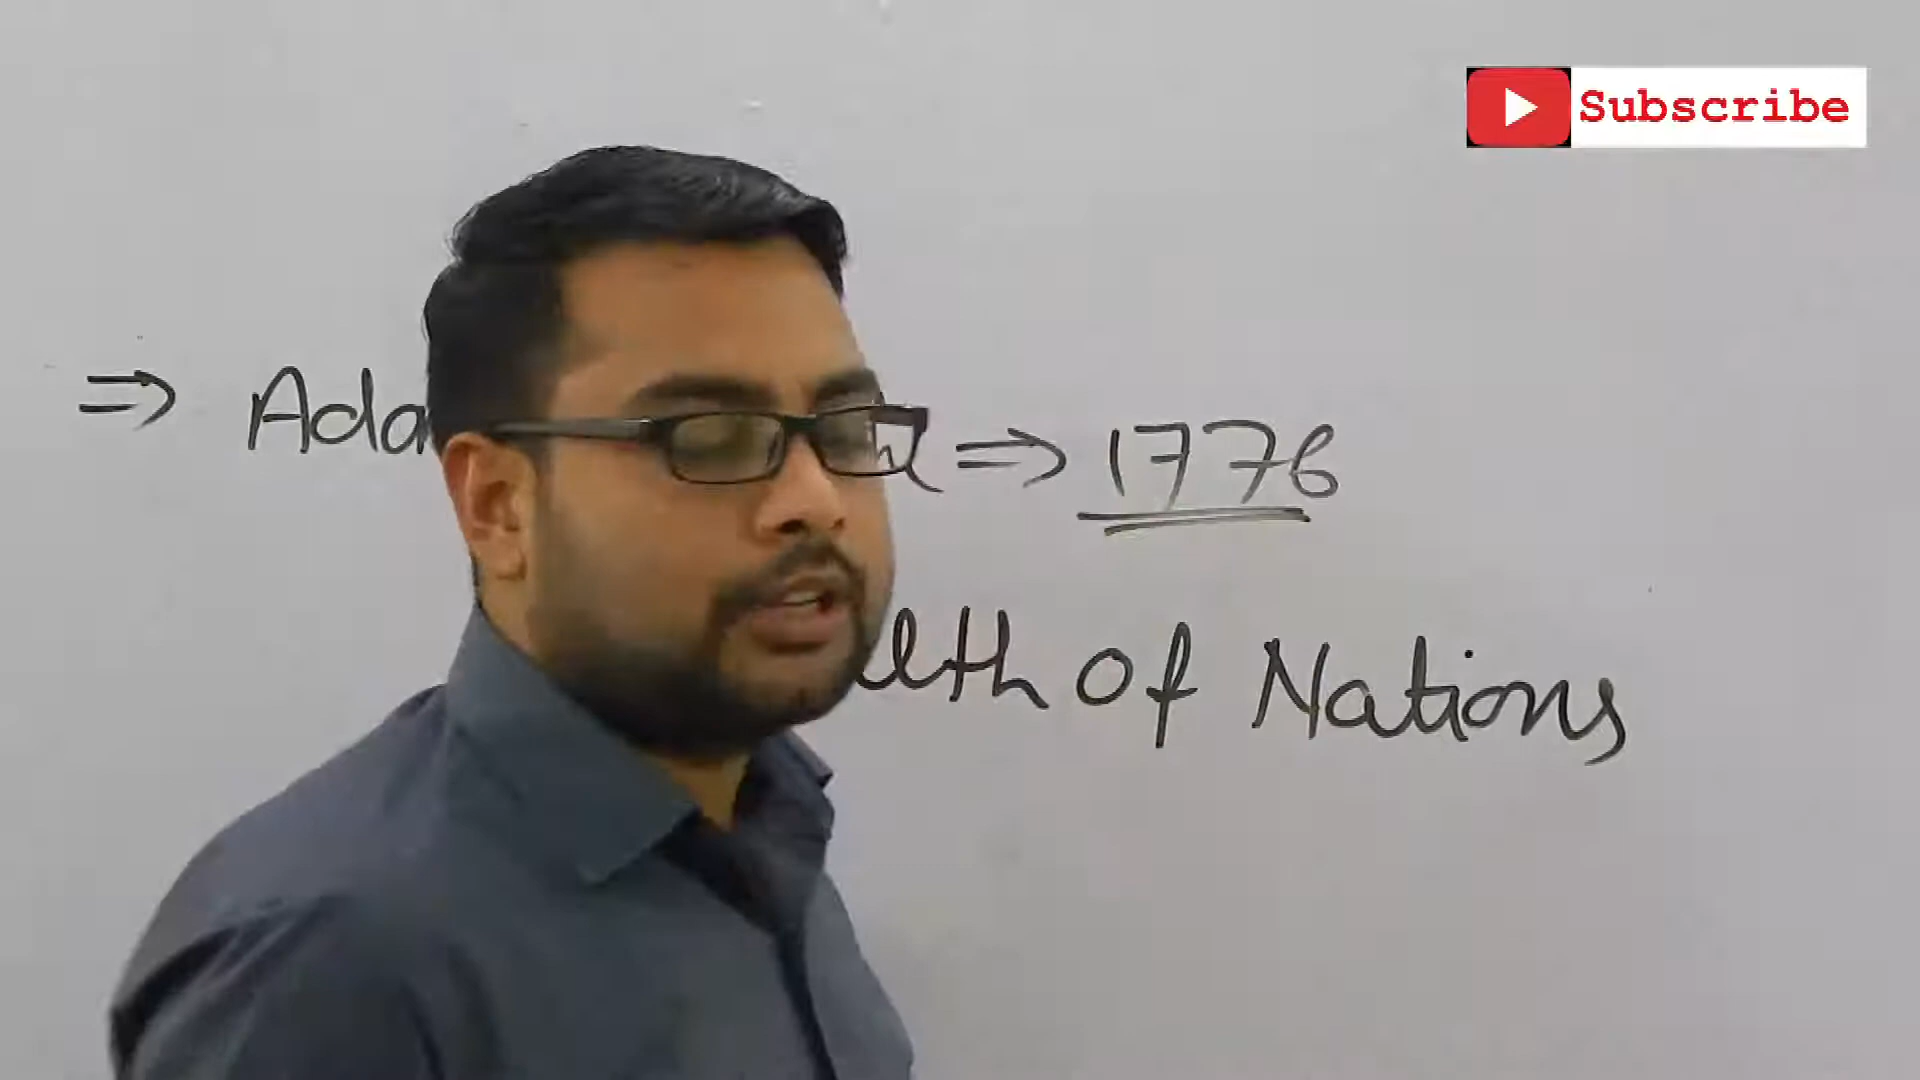 Subscribe
⇒ Ada ⇒ 1776
lth Of Nations